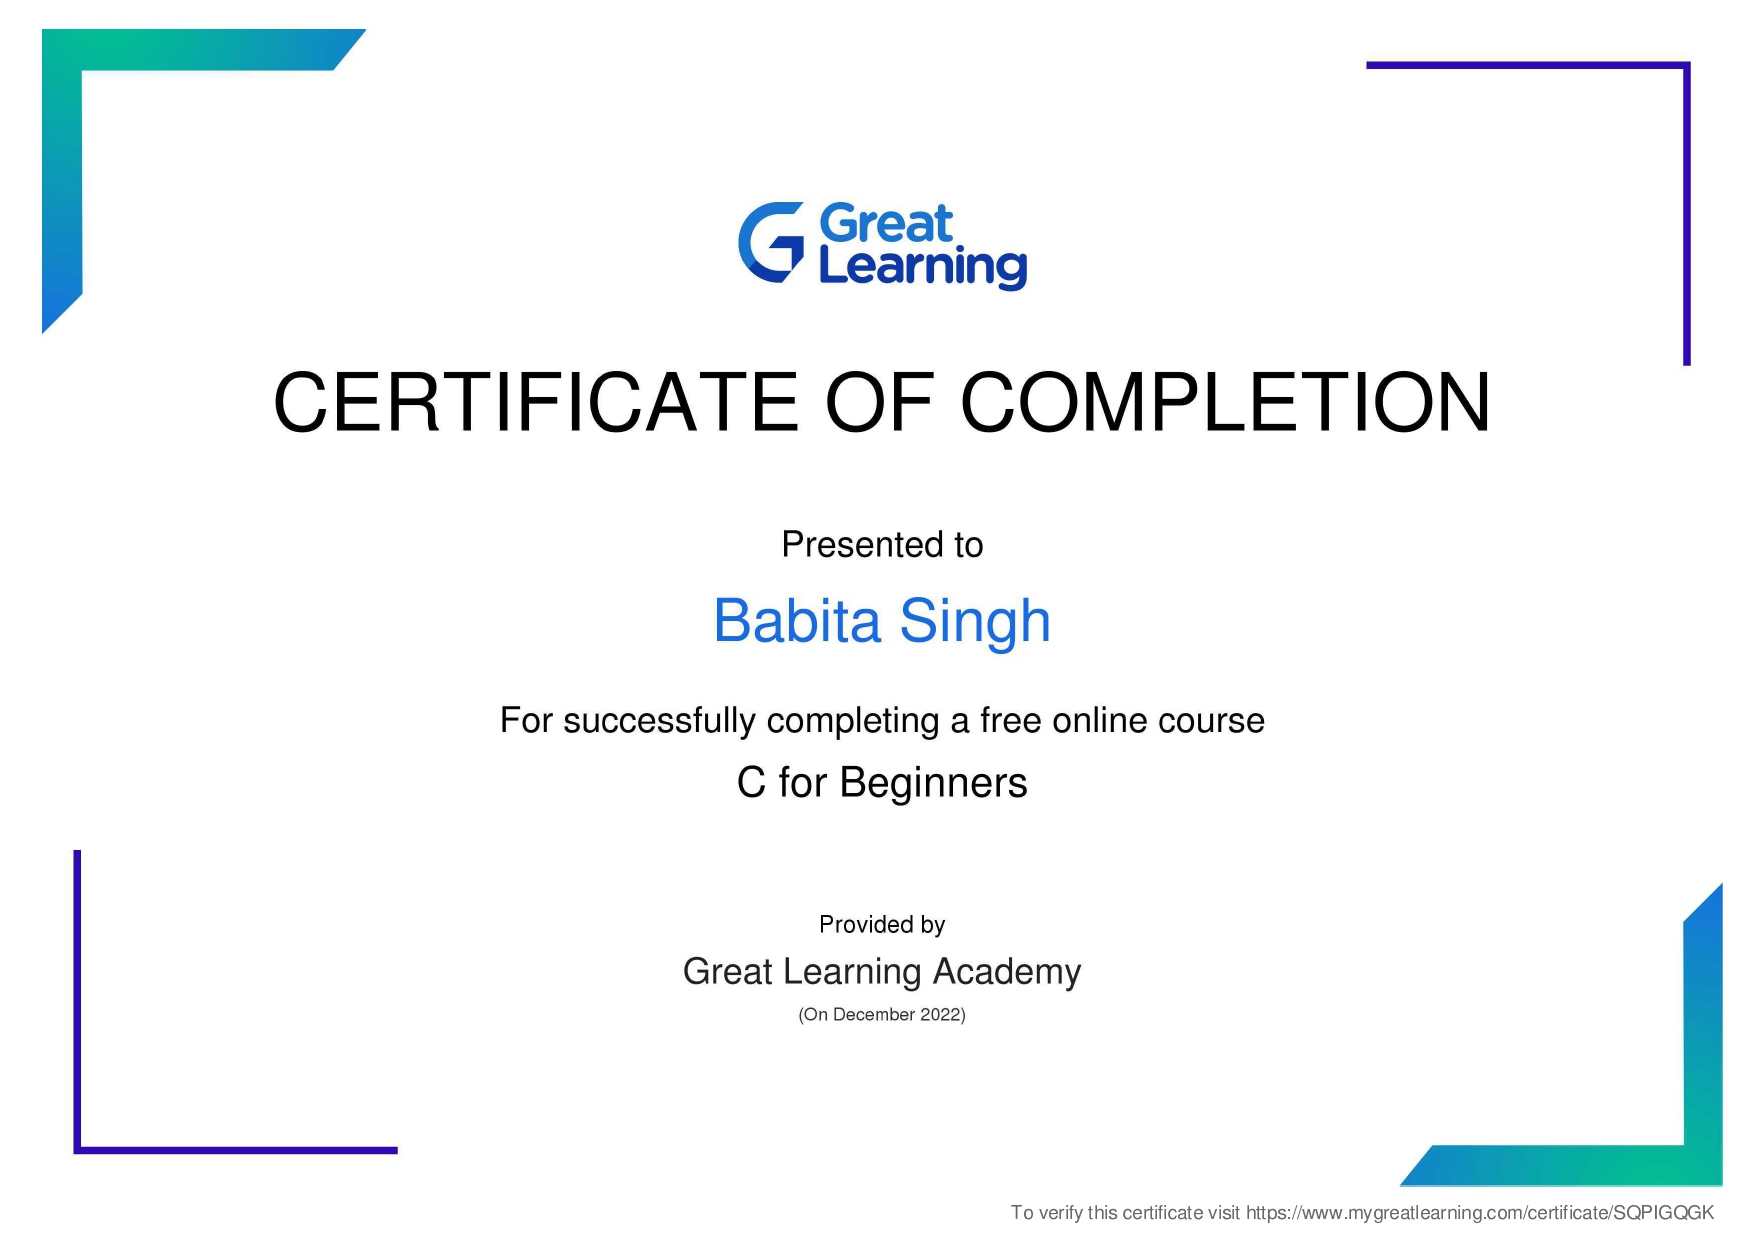 Great
Learning
CERTIFICATE OF COMPLETION
Presented to
Babita Singh
For successfully completing a free online course
C for Beginners
Provided by
Great Learning Academy
(On December 2022)
To verify this certificate visit https://www.mygreatlearning.com/certificate/SQPIGQGK